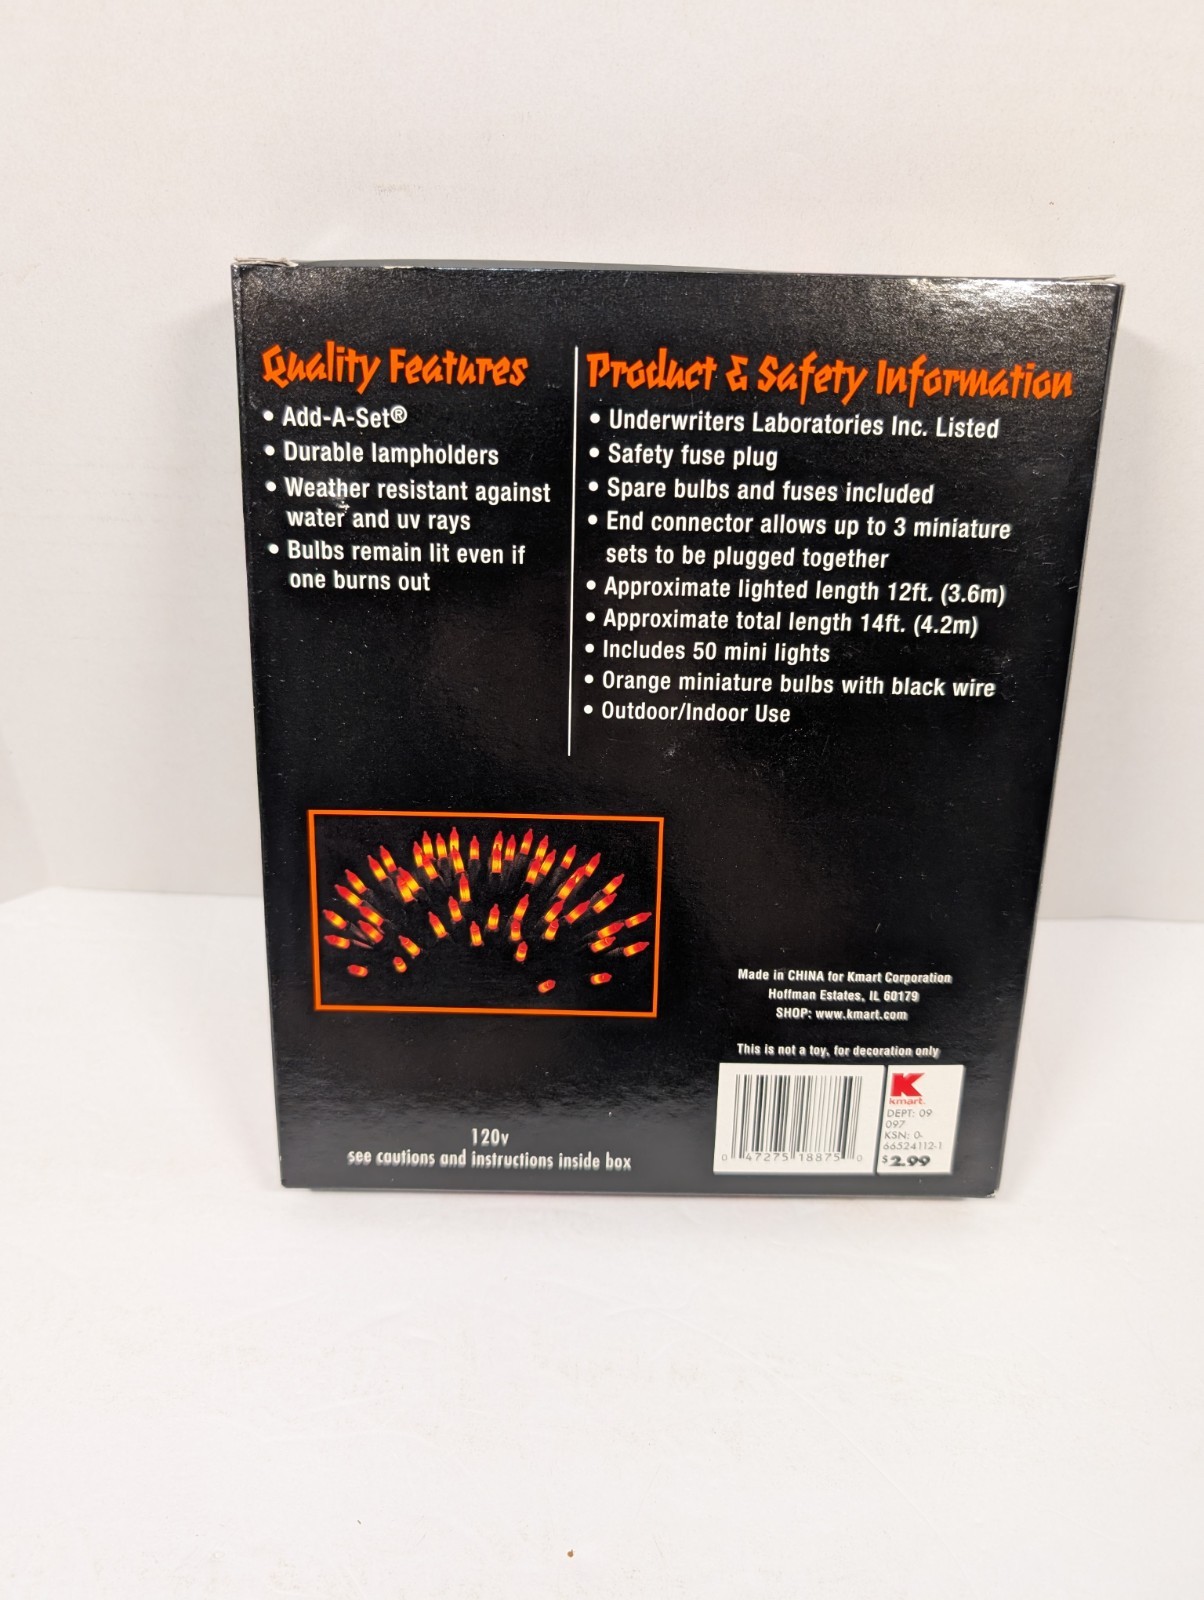 Quality Features
• Add-A-Set®
• Durable lampholders
• Weather resistant against
water and uv rays
• Bulbs remain lit even if
one burns out
Product & Safety Information
• Underwriters Laboratories Inc. Listed
• Safety fuse plug
• Spare bulbs and fuses included
• End connector allows up to 3 miniature
sets to be plugged together
• Approximate lighted length 12ft. (3.6m)
• Approximate total length 14ft. (4.2m)
• Includes 50 mini lights
• Orange miniature bulbs with black wire
• Outdoor/Indoor Use
Made in CHINA for Kmart Corporation
Hoffman Estates, IL 60179
SHOP: www.kmart.com
This is not a toy, for decoration only
120v
see cautions and instructions inside box
0 47275 18875 0
K
kmart.
DEPT: 09
097
KSN: 0-
66524112-1
$2.99